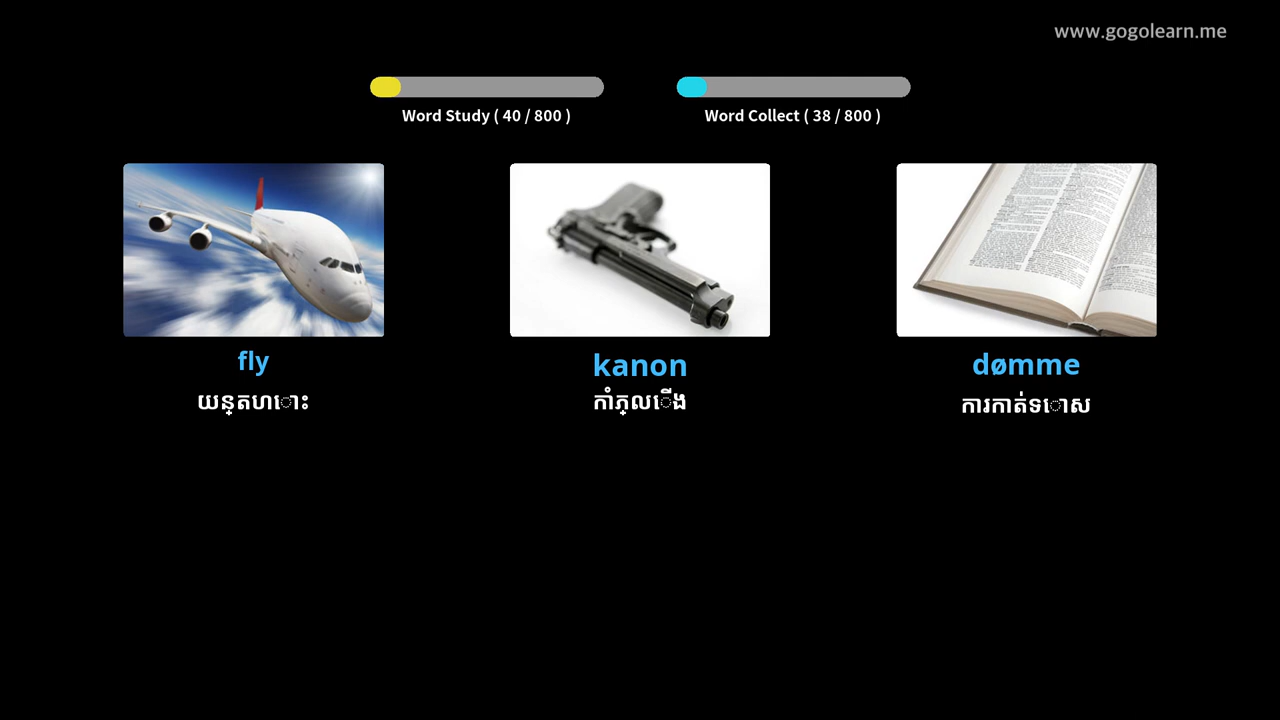 www.gogolearn.me
Word Study ( 40 / 800 )
Word Collect ( 38 / 800 )
fly
យន្តហោះ
kanon
កាំភ្លើង
dømme
ការកាត់ទោស